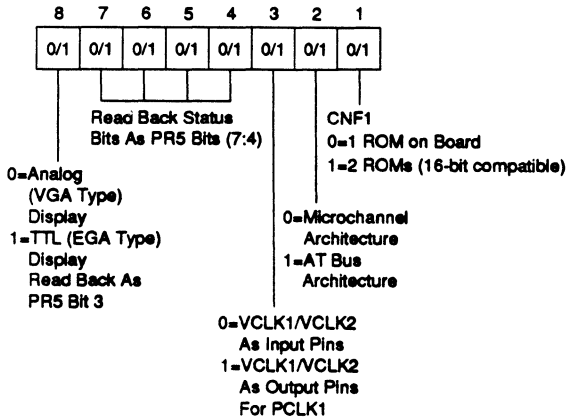 8 7 6 5 4 3 2 1
0/1 0/1 0/1 0/1 0/1 0/1 0/1 0/1
Read Back Status
Bits As PR5 Bits (7:4)
CNF1
0=1 ROM on Board
1=2 ROMs (16-bit compatible)
0=Analog
(VGA Type)
Display
1=TTL (EGA Type)
Display
Read Back As
PR5 Bit 3
0=Microchannel
Architecture
1=AT Bus
Architecture
0=VCLK1/VCLK2
As Input Pins
1=VCLK1/VCLK2
As Output Pins
For PCLK1